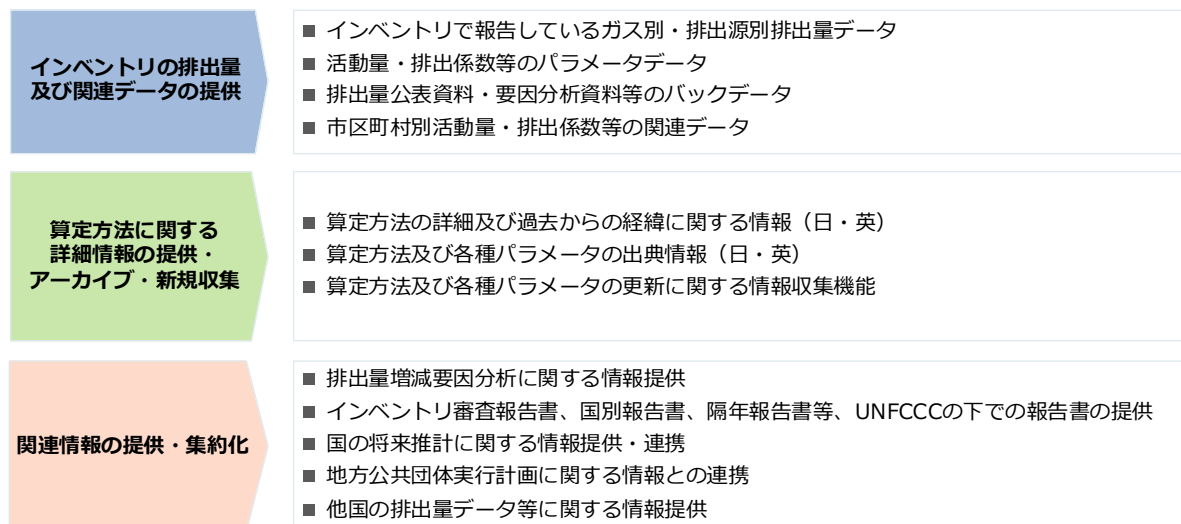 インベントリの排出量
及び関連データの提供
■ インベントリで報告しているガス別・排出源別排出量データ
■ 活動量・排出係数等のパラメータデータ
■ 排出量公表資料・要因分析資料等のバックデータ
■ 市区町村別活動量・排出係数等の関連データ
算定方法に関する
詳細情報の提供・
アーカイブ・新規収集
■ 算定方法の詳細及び過去からの経緯に関する情報（日・英）
■ 算定方法及び各種パラメータの出典情報（日・英）
■ 算定方法及び各種パラメータの更新に関する情報収集機能
関連情報の提供・集約化
■ 排出量増減要因分析に関する情報提供
■ インベントリ審査報告書、国別報告書、隔年報告書等、UNFCCCの下での報告書の提供
■ 国の将来推計に関する情報提供・連携
■ 地方公共団体実行計画に関する情報との連携
■ 他国の排出量データ等に関する情報提供